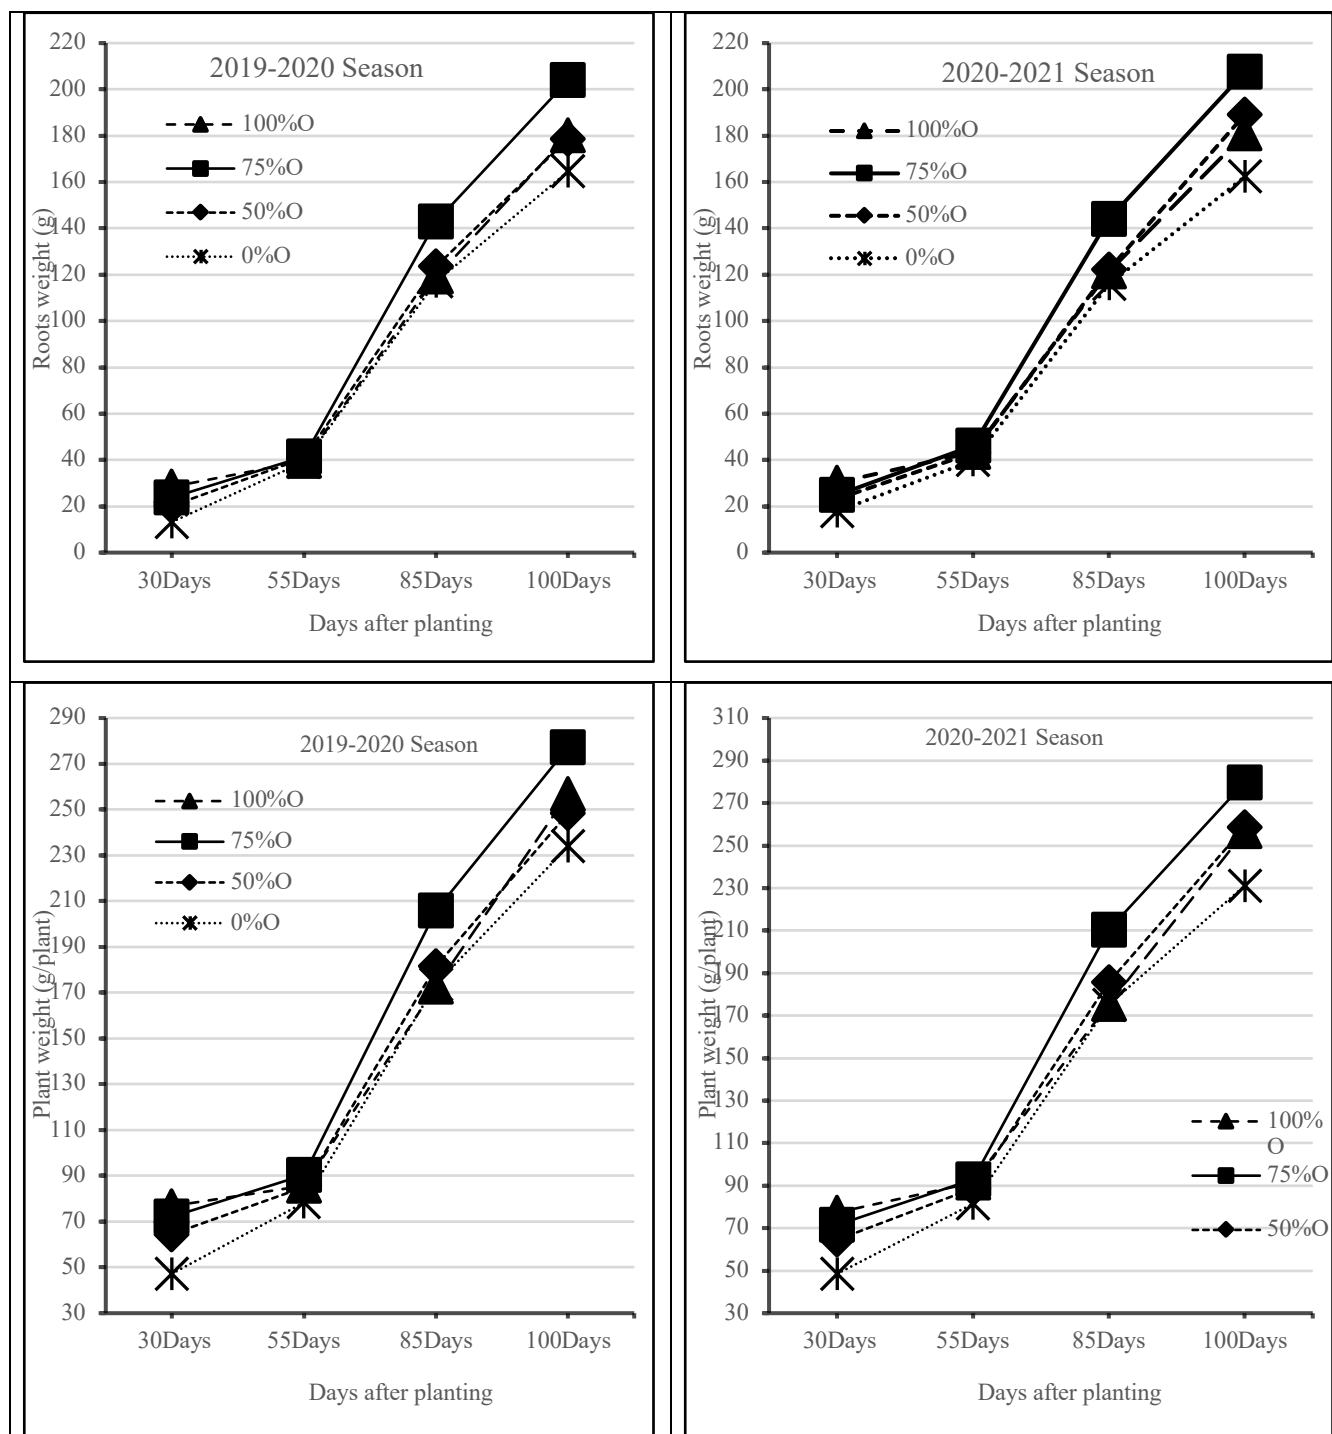 220
200
180
160
140
120
100
80
60
40
20
0
Roots weight (g)
2019-2020 Season
100%O
75%O
50%O
0%O
30Days 55Days 85Days 100Days
Days after planting
220
200
180
160
140
120
100
80
60
40
20
0
Roots weight (g)
2020-2021 Season
100%O
75%O
50%O
0%O
30Days 55Days 85Days 100Days
Days after planting
290
270
250
230
210
190
170
150
130
110
90
70
50
30
Plant weight (g/plant)
2019-2020 Season
100%O
75%O
50%O
0%O
30Days 55Days 85Days 100Days
Days after planting
310
290
270
250
230
210
190
170
150
130
110
90
70
50
30
Plant weight (g/plant)
2020-2021 Season
100%
O
75%O
50%O
30Days 55Days 85Days 100Days
Days after planting